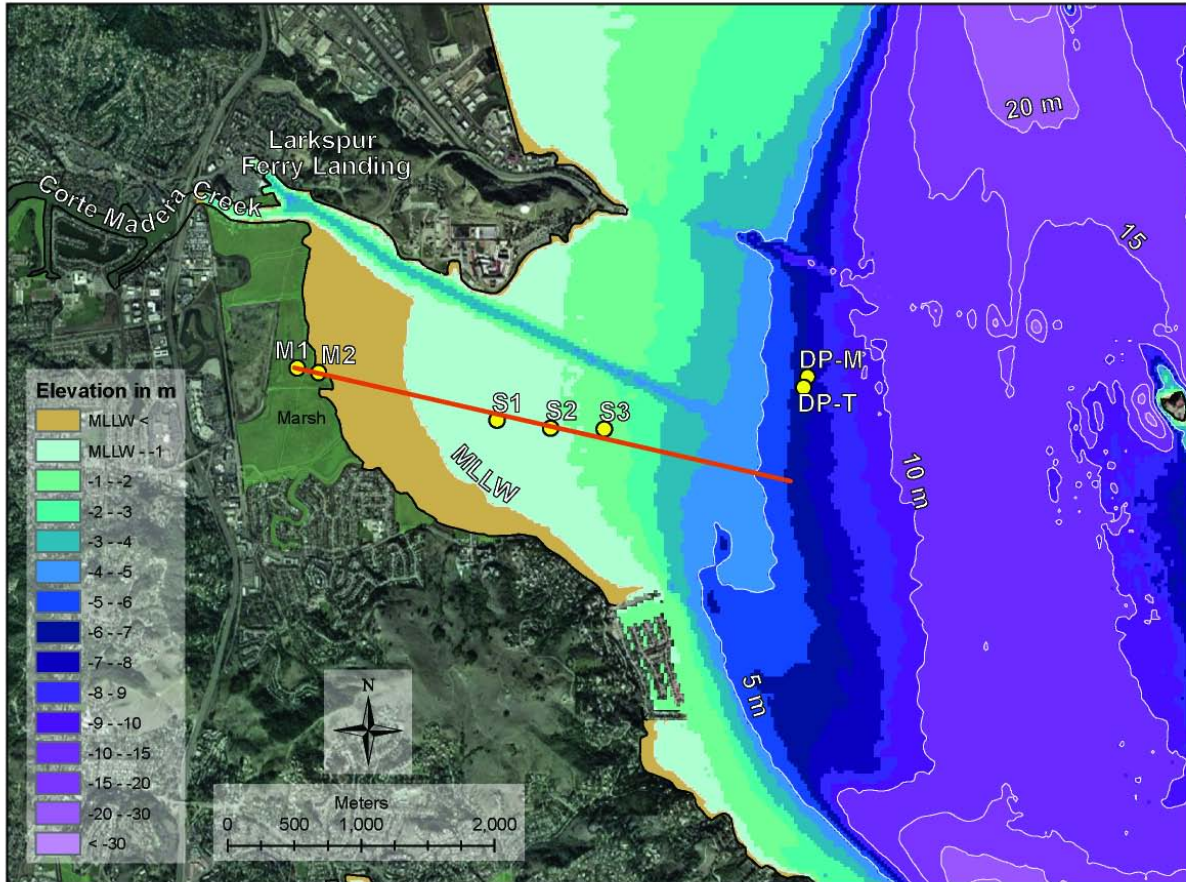 20 m
Larkspur
Ferry Landing
Corte Madera Creek
15
M1
M2
DP-M
DP-T
Elevation in m
MLLW <
MLLW - -1
-1 - -2
-2 - -3
-3 - -4
-4 - -5
-5 - -6
-6 - -7
-7 - -8
-8 - -9
-9 - -10
-10 - -15
-15 - -20
-20 - -30
< -30
Marsh
S1
S2
S3
MLLW
10 m
5 m
N
Meters
0 500 1,000 2,000